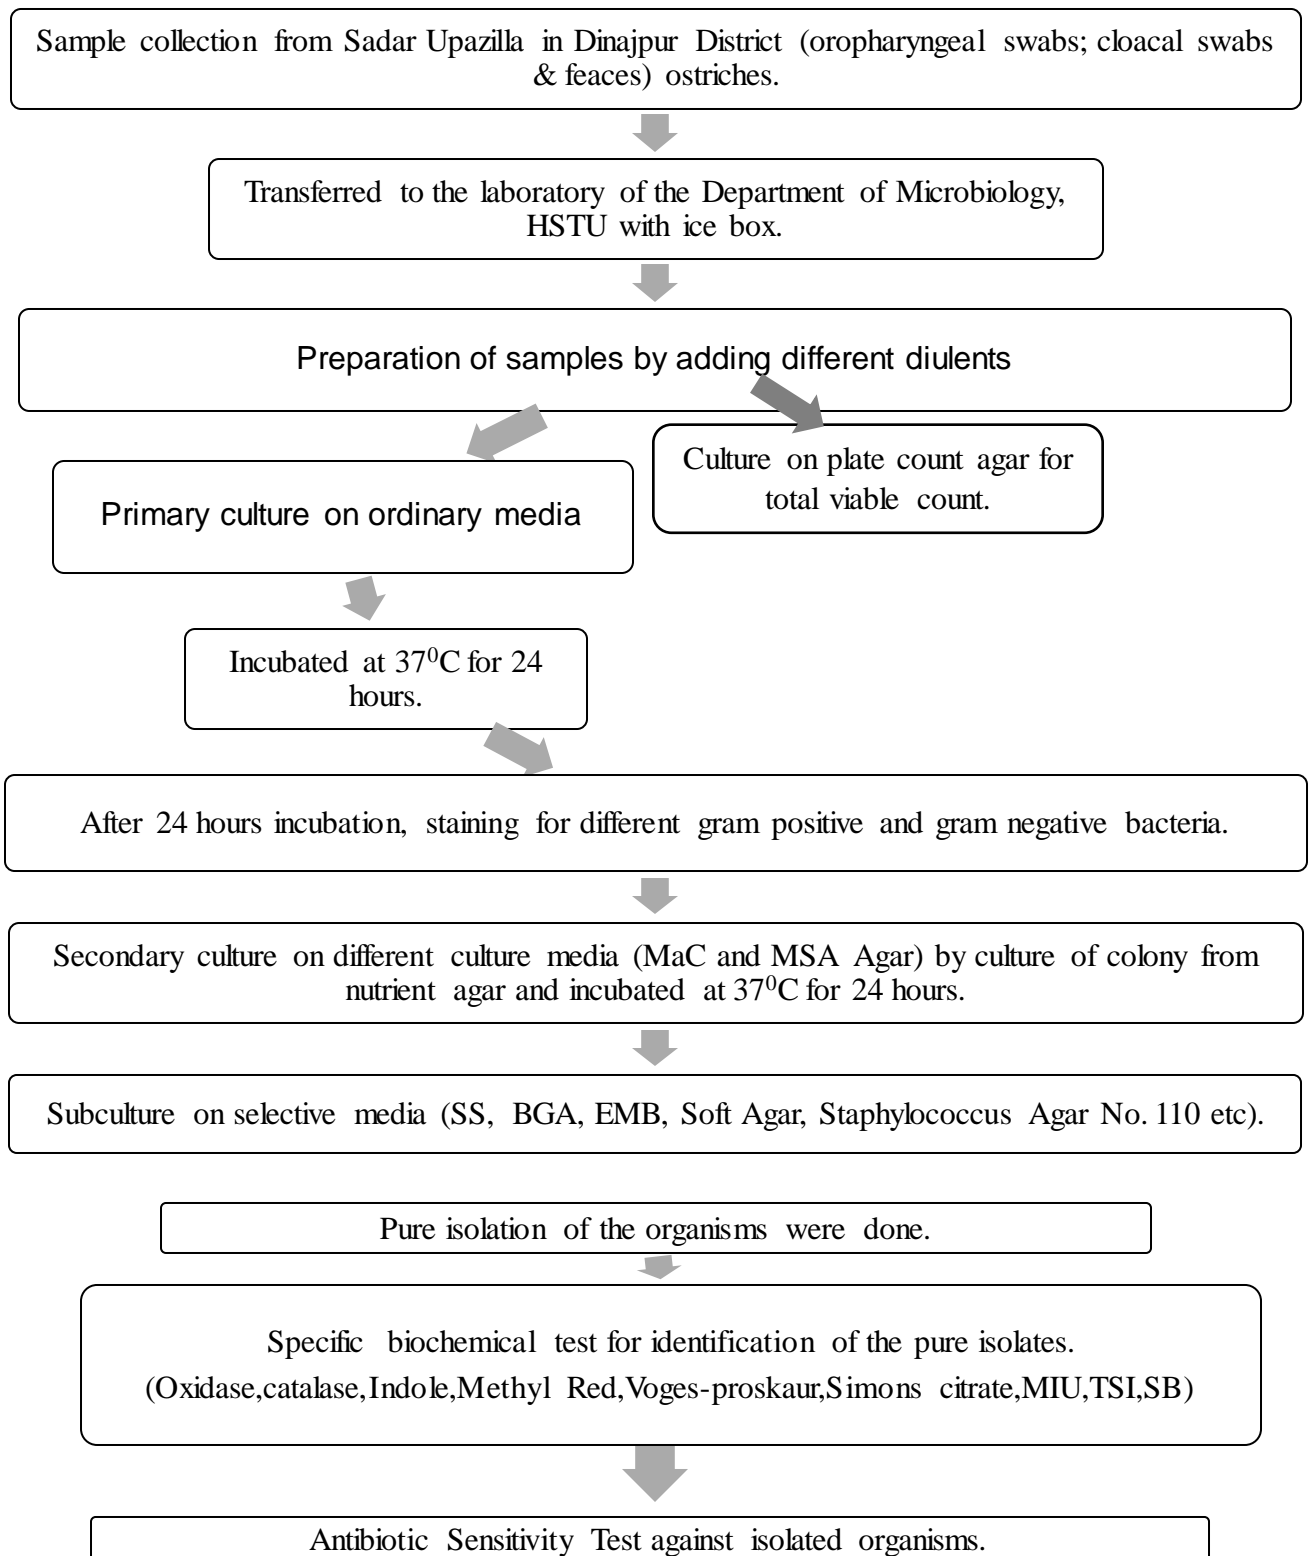 Sample collection from Sadar Upazilla in Dinajpur District (oropharyngeal swabs; cloacal swabs
& feaces) ostriches.
Transferred to the laboratory of the Department of Microbiology,
HSTU with ice box.
Preparation of samples by adding different diulents
Culture on plate count agar for
total viable count.
Primary culture on ordinary media
Incubated at 37⁰C for 24
hours.
After 24 hours incubation, staining for different gram positive and gram negative bacteria.
Secondary culture on different culture media (MaC and MSA Agar) by culture of colony from
nutrient agar and incubated at 37⁰C for 24 hours.
Subculture on selective media (SS, BGA, EMB, Soft Agar, Staphylococcus Agar No. 110 etc).
Pure isolation of the organisms were done.
Specific biochemical test for identification of the pure isolates.
(Oxidase,catalase,Indole,Methyl Red,Voges-proskaur,Simons citrate,MIU,TSI,SB)
Antibiotic Sensitivity Test against isolated organisms.